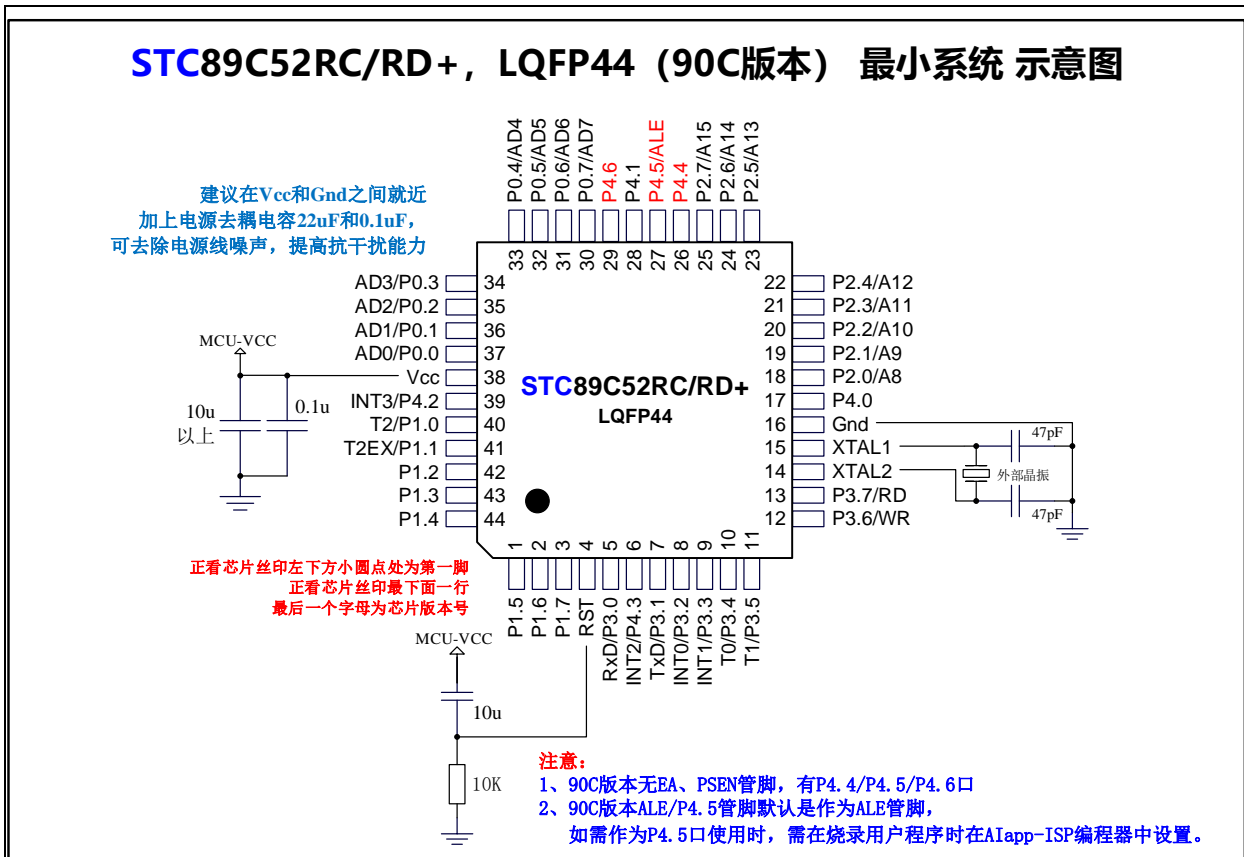 STC89C52RC/RD+，LQFP44（90C版本） 最小系统 示意图
建议在Vcc和Gnd之间就近
加上电源去耦电容22uF和0.1uF，
可去除电源线噪声，提高抗干扰能力
P0.4/AD4
P0.5/AD5
P0.6/AD6
P0.7/AD7
P4.6
P4.1
P4.5/ALE
P4.4
P2.7/A15
P2.6/A14
P2.5/A13
33
32
31
30
29
28
27
26
25
24
23
AD3/P0.3 34
AD2/P0.2 35
AD1/P0.1 36
AD0/P0.0 37
Vcc 38
INT3/P4.2 39
T2/P1.0 40
T2EX/P1.1 41
P1.2 42
P1.3 43
P1.4 44
MCU-VCC
10u
以上
0.1u
STC89C52RC/RD+
LQFP44
22 P2.4/A12
21 P2.3/A11
20 P2.2/A10
19 P2.1/A9
18 P2.0/A8
17 P4.0
16 Gnd
15 XTAL1
14 XTAL2
13 P3.7/RD
12 P3.6/WR
47pF
外部晶振
47pF
1
2
3
4
5
6
7
8
9
10
11
P1.5
P1.6
P1.7
RST
RxD/P3.0
INT2/P4.3
TxD/P3.1
INT0/P3.2
INT1/P3.3
T0/P3.4
T1/P3.5
正看芯片丝印左下方小圆点处为第一脚
正看芯片丝印最下面一行
最后一个字母为芯片版本号
MCU-VCC
10u
10K
注意：
1、90C版本无EA、PSEN管脚，有P4.4/P4.5/P4.6口
2、90C版本ALE/P4.5管脚默认是作为ALE管脚，
如需作为P4.5口使用时，需在烧录用户程序时在AIapp-ISP编程器中设置。